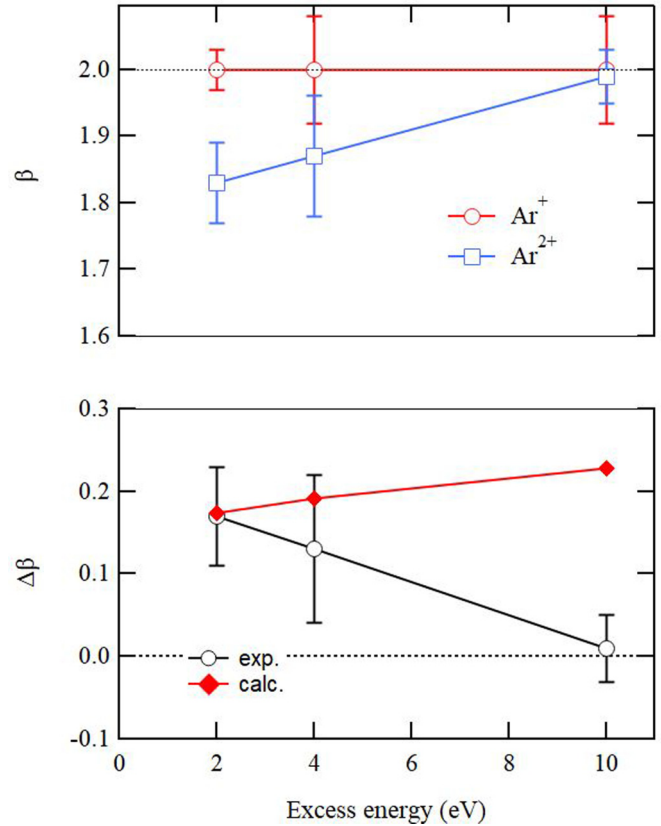 2.0
1.9
1.8
1.7
1.6
β
Ar+
Ar2+
0.3
0.2
0.1
0.0
-0.1
Δβ
exp.
calc.
0 2 4 6 8 10
Excess energy (eV)